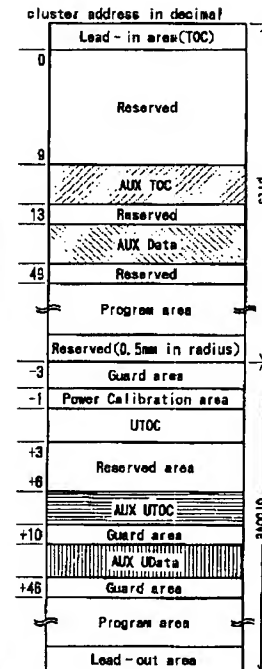 cluster address in decimal
Lead-in area(TOC)
0
Reserved
9
AUX TOC
13
Reserved
AUX Data
49
Reserved
Program area
pits
Reserved(0.5mm in radius)
-3
Guard area
-1
Power Calibration area
UTOC
+3
Reserved area
+6
AUX UTOC
+10
Guard area
AUX UData
+46
Guard area
Program area
Lead-out area
groove